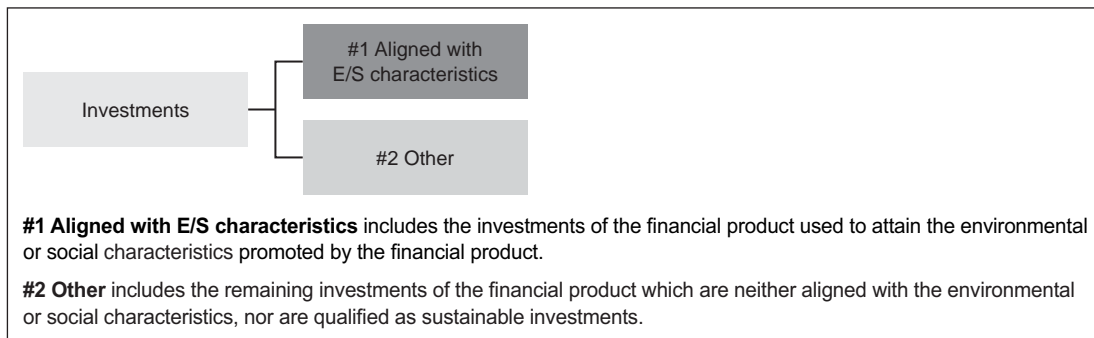 #1 Aligned with
E/S characteristics
Investments
#2 Other
#1 Aligned with E/S characteristics includes the investments of the financial product used to attain the environmental
or social characteristics promoted by the financial product.
#2 Other includes the remaining investments of the financial product which are neither aligned with the environmental
or social characteristics, nor are qualified as sustainable investments.